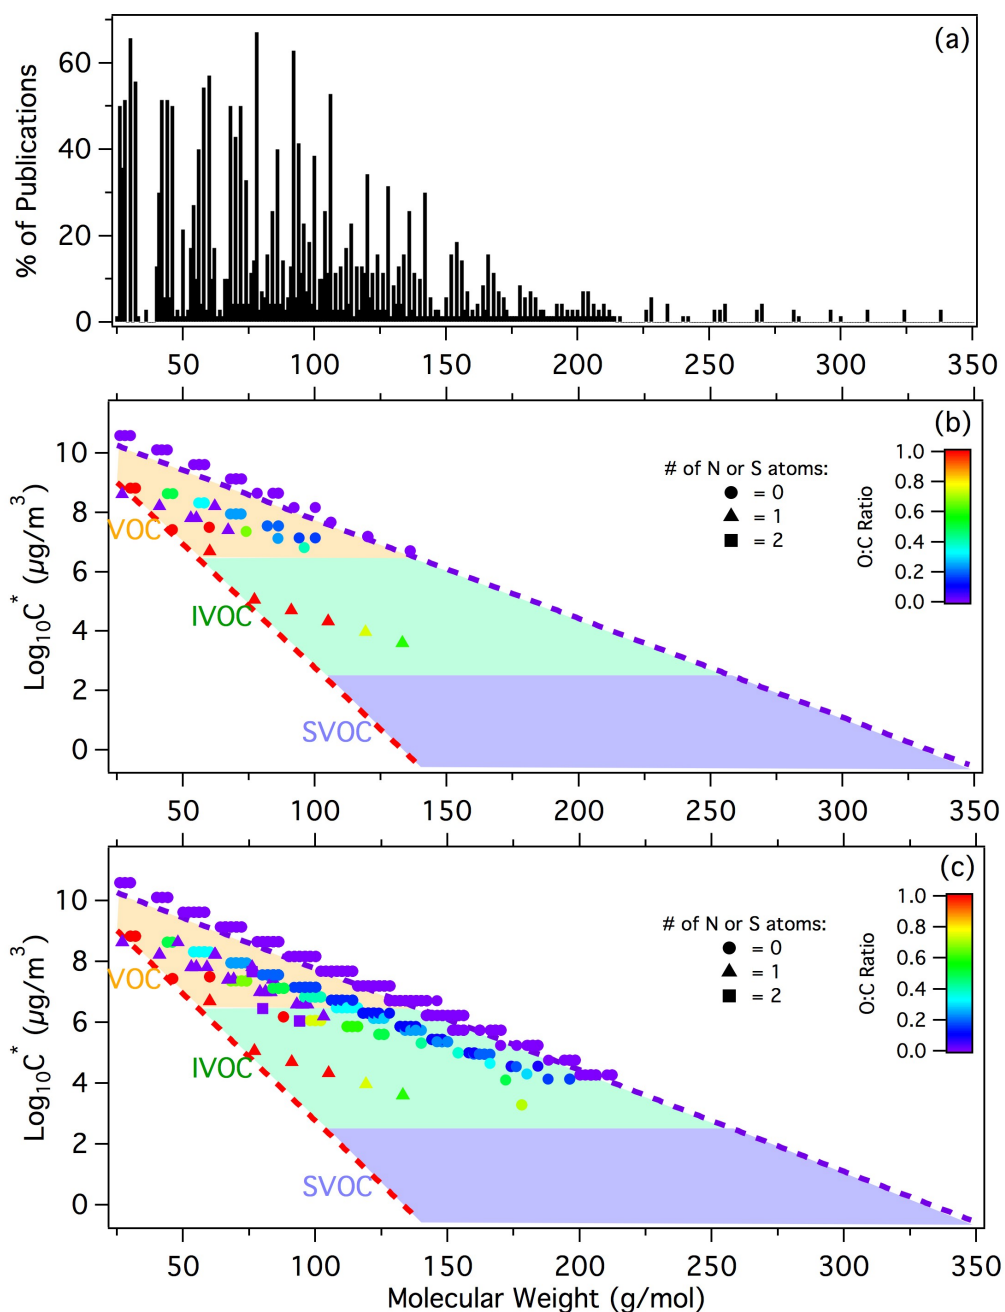 (a)
% of Publications
60
40
20
0
50 100 150 200 250 300 350
(b)
Log10C* (µg/m3)
10
8
6
4
2
0
# of N or S atoms:
= 0
= 1
= 2
O:C Ratio
1.0
0.8
0.6
0.4
0.2
0.0
VOC
IVOC
SVOC
50 100 150 200 250 300 350
(c)
Log10C* (µg/m3)
10
8
6
4
2
0
# of N or S atoms:
= 0
= 1
= 2
O:C Ratio
1.0
0.8
0.6
0.4
0.2
0.0
VOC
IVOC
SVOC
50 100 150 200 250 300 350
Molecular Weight (g/mol)